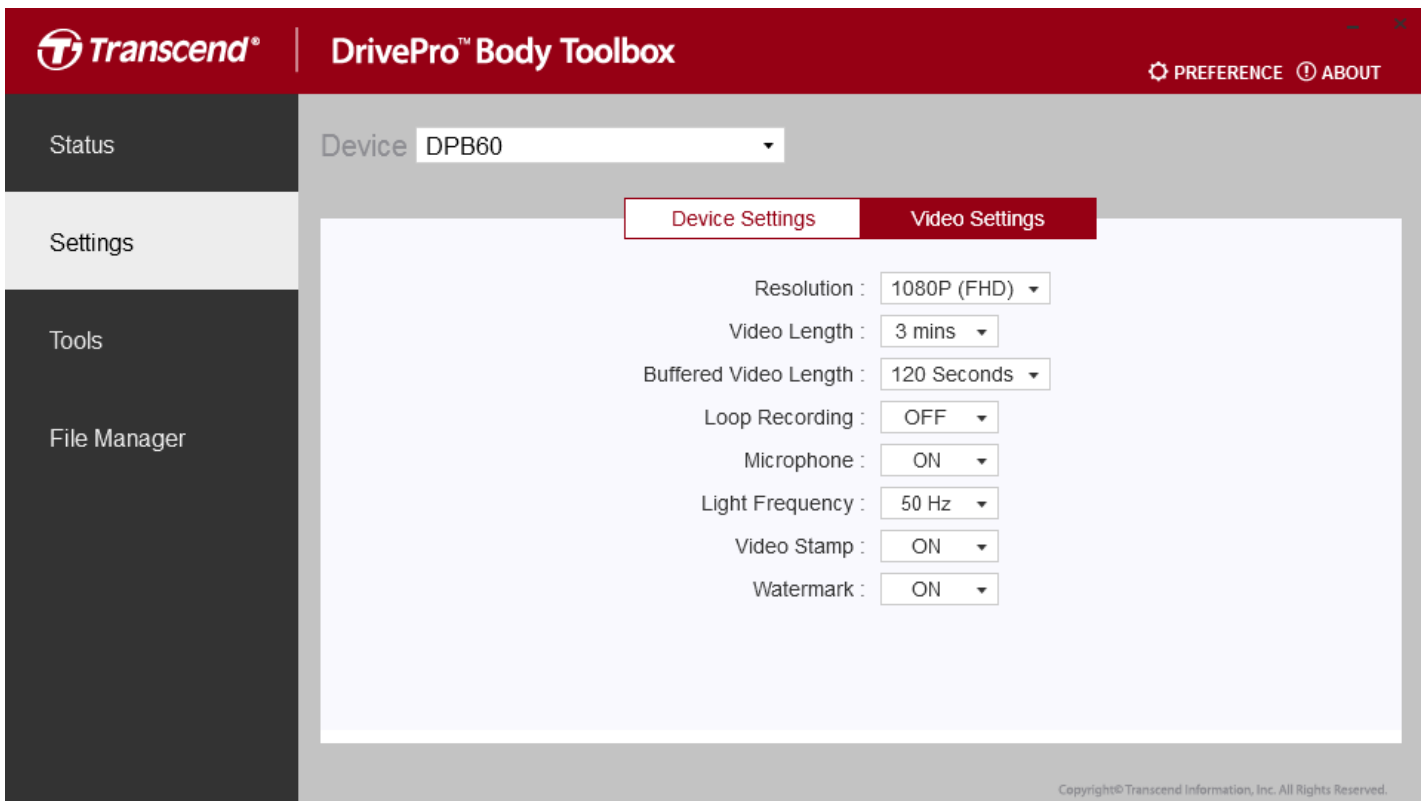 Transcend®
DrivePro™ Body Toolbox
PREFERENCE ABOUT
Status
Settings
Tools
File Manager
Device DPB60
Device Settings Video Settings
Resolution : 1080P (FHD)
Video Length : 3 mins
Buffered Video Length : 120 Seconds
Loop Recording : OFF
Microphone : ON
Light Frequency : 50 Hz
Video Stamp : ON
Watermark : ON
Copyright© Transcend Information, Inc. All Rights Reserved.